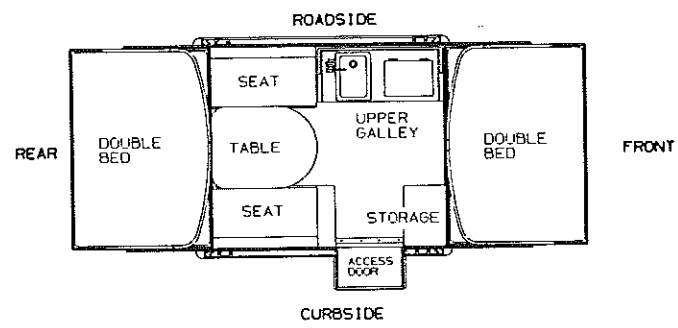 ROADSIDE
SEAT
UPPER
GALLEY
DOUBLE
BED
DOUBLE
BED
REAR
TABLE
FRONT
SEAT
STORAGE
ACCESS
DOOR
CURBSIDE